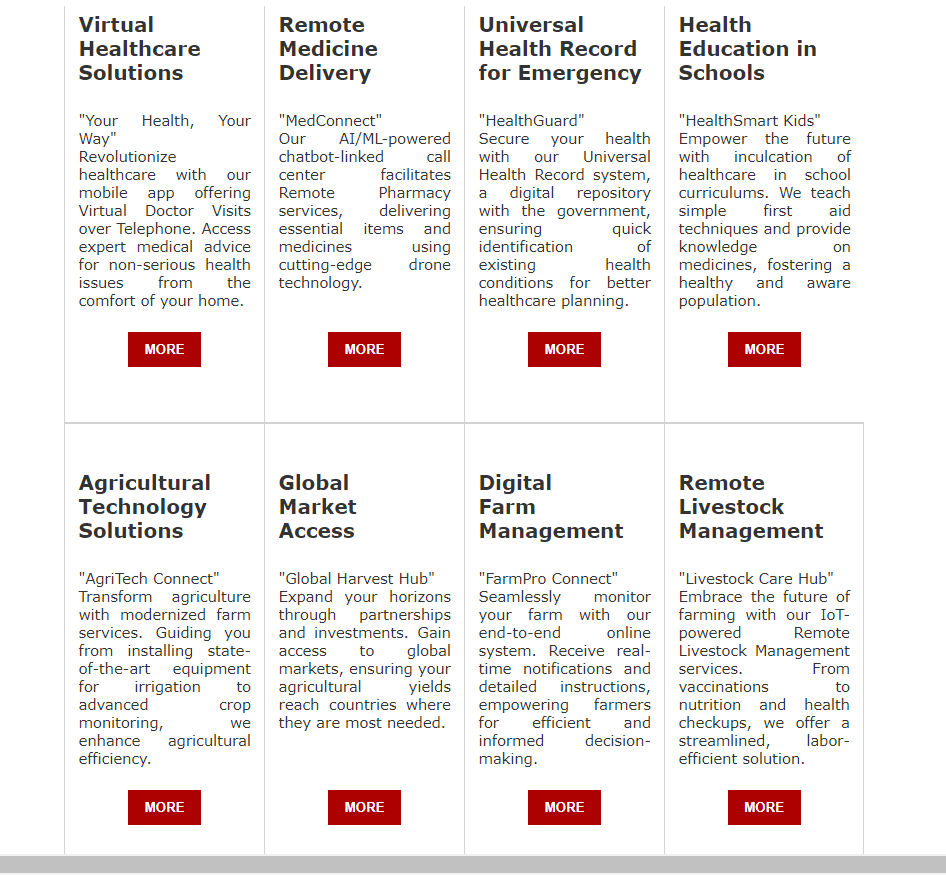 Virtual
Healthcare
Solutions
"Your Health, Your
Way"
Revolutionize
healthcare with our
mobile app offering
Virtual Doctor Visits
over Telephone. Access
expert medical advice
for non-serious health
issues from the
comfort of your home.
MORE
Remote
Medicine
Delivery
"MedConnect"
Our AI/ML-powered
chatbot-linked call
center facilitates
Remote Pharmacy
services, delivering
essential items and
medicines using
cutting-edge drone
technology.
MORE
Universal
Health Record
for Emergency
"HealthGuard"
Secure your health
with our Universal
Health Record system,
a digital repository
with the government,
ensuring quick
identification of
existing health
conditions for better
healthcare planning.
MORE
Health
Education in
Schools
"HealthSmart Kids"
Empower the future
with inculcation of
healthcare in school
curriculums. We teach
simple first aid
techniques and provide
knowledge on
medicines, fostering a
healthy and aware
population.
MORE
Agricultural
Technology
Solutions
"AgriTech Connect"
Transform agriculture
with modernized farm
services. Guiding you
from installing state-
of-the-art equipment
for irrigation to
advanced crop
monitoring, we
enhance agricultural
efficiency.
MORE
Global
Market
Access
"Global Harvest Hub"
Expand your horizons
through partnerships
and investments. Gain
access to global
markets, ensuring your
agricultural yields
reach countries where
they are most needed.
MORE
Digital
Farm
Management
"FarmPro Connect"
Seamlessly monitor
your farm with our
end-to-end online
system. Receive real-
time notifications and
detailed instructions,
empowering farmers
for efficient and
informed decision-
making.
MORE
Remote
Livestock
Management
"Livestock Care Hub"
Embrace the future of
farming with our IoT-
powered Remote
Livestock Management
services. From
vaccinations to
nutrition and health
checkups, we offer a
streamlined, labor-
efficient solution.
MORE